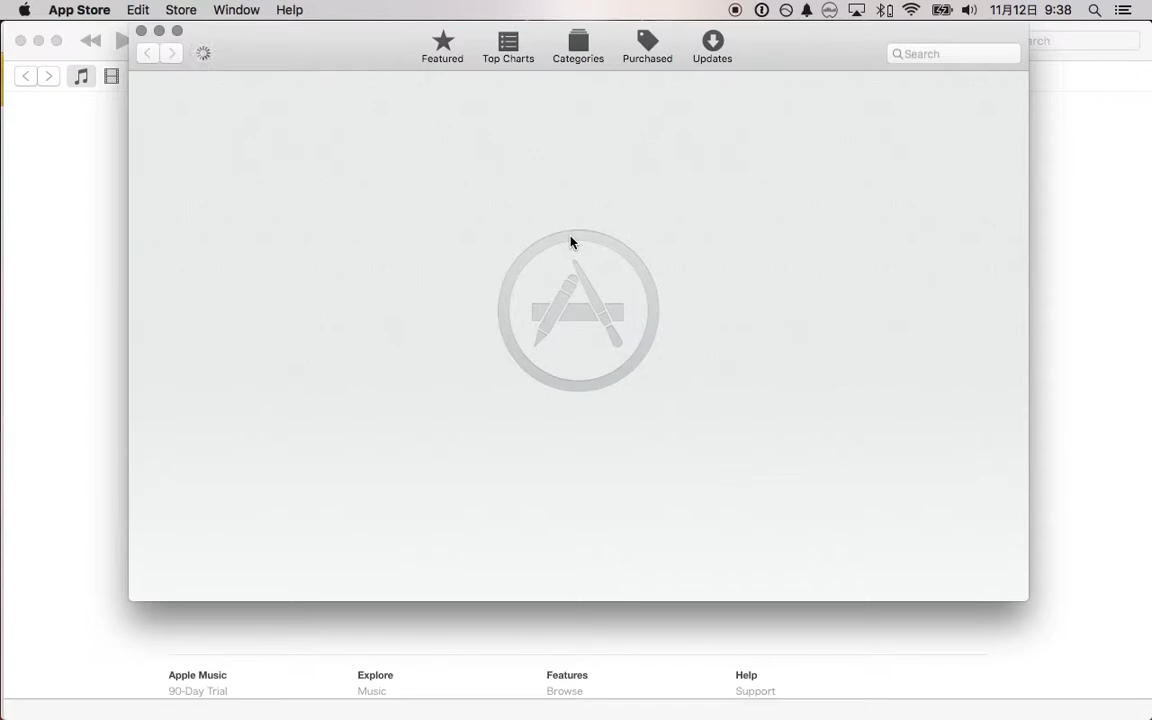 App Store Edit Store Window Help 11月12日 9:38
Featured Top Charts Categories Purchased Updates Search
Apple Music Explore Features Help
90-Day Trial Music Browse Support